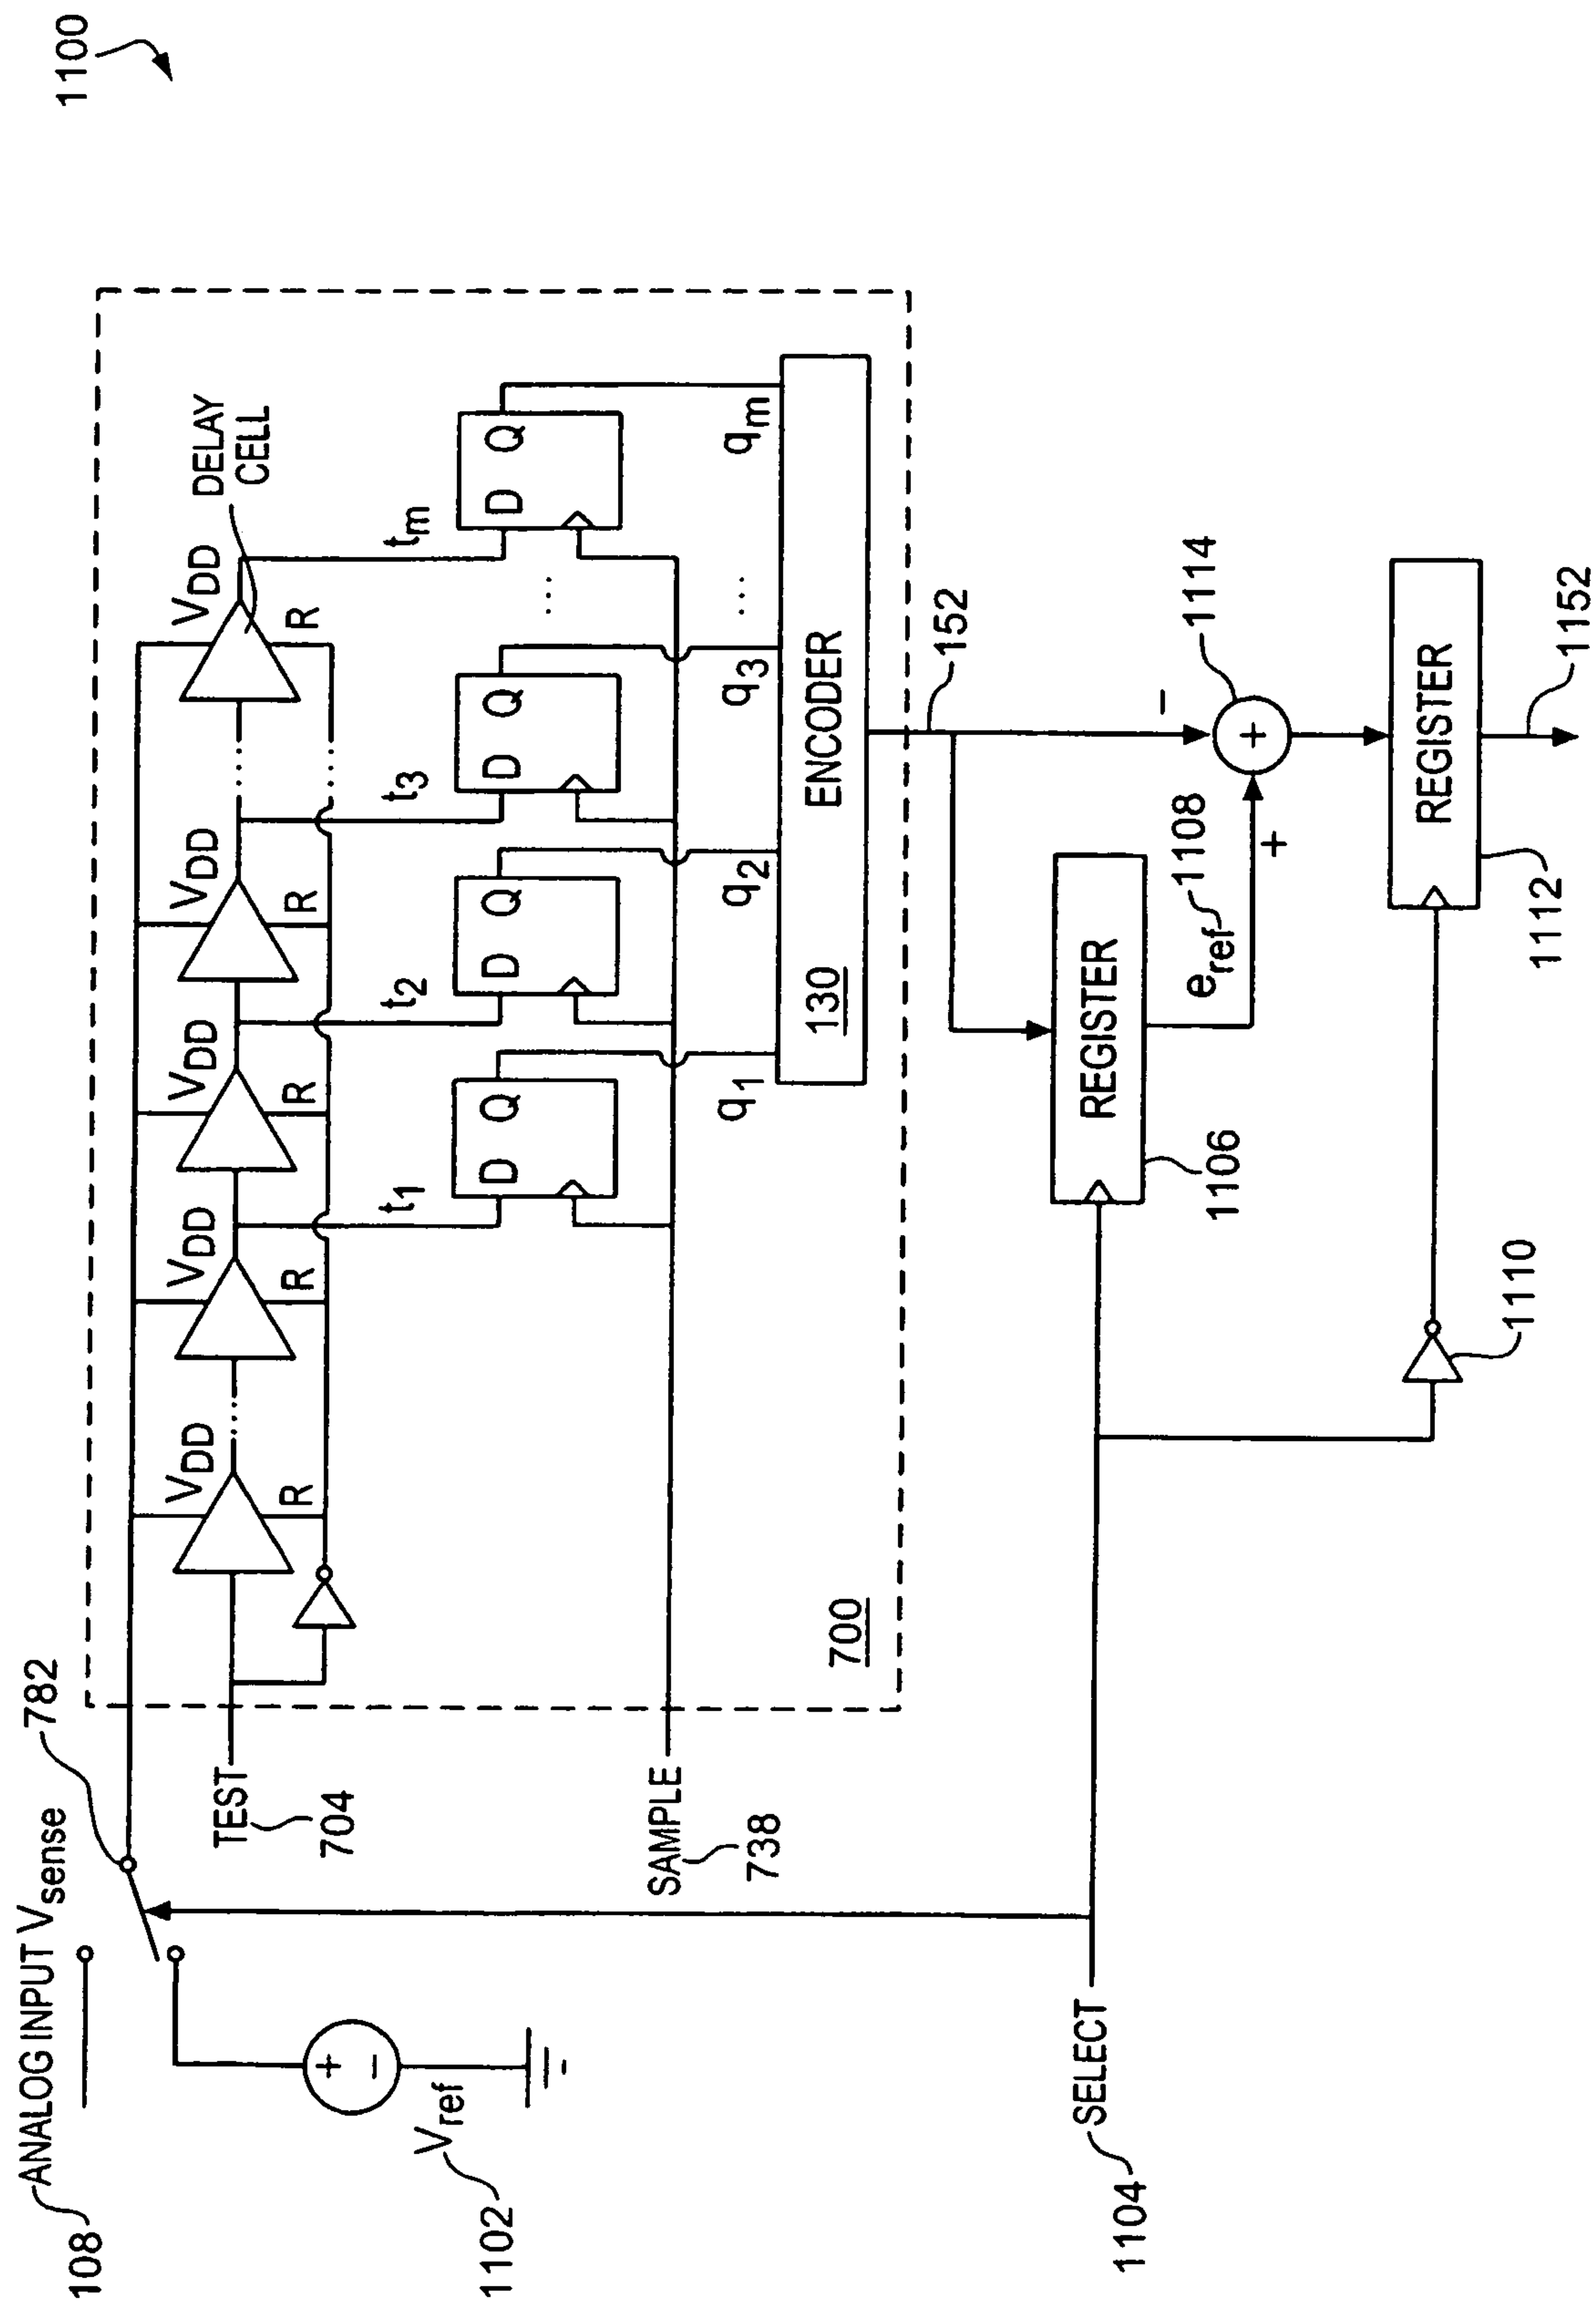 1100
108
ANALOG INPUT Vsense
782
Vref
1102
TEST
704
SAMPLE
738
SELECT
1104
VDD
VDD
VDD
VDD
VDD
DELAY
CELL
R
R
R
R
R
t1
t2
t3
tm
D Q
D Q
D Q
D Q
...
q1
q2
q3
...
qm
130
ENCODER
700
152
REGISTER
1106
eref
1108
+
−
+
1114
1110
REGISTER
1112
1152
+
−